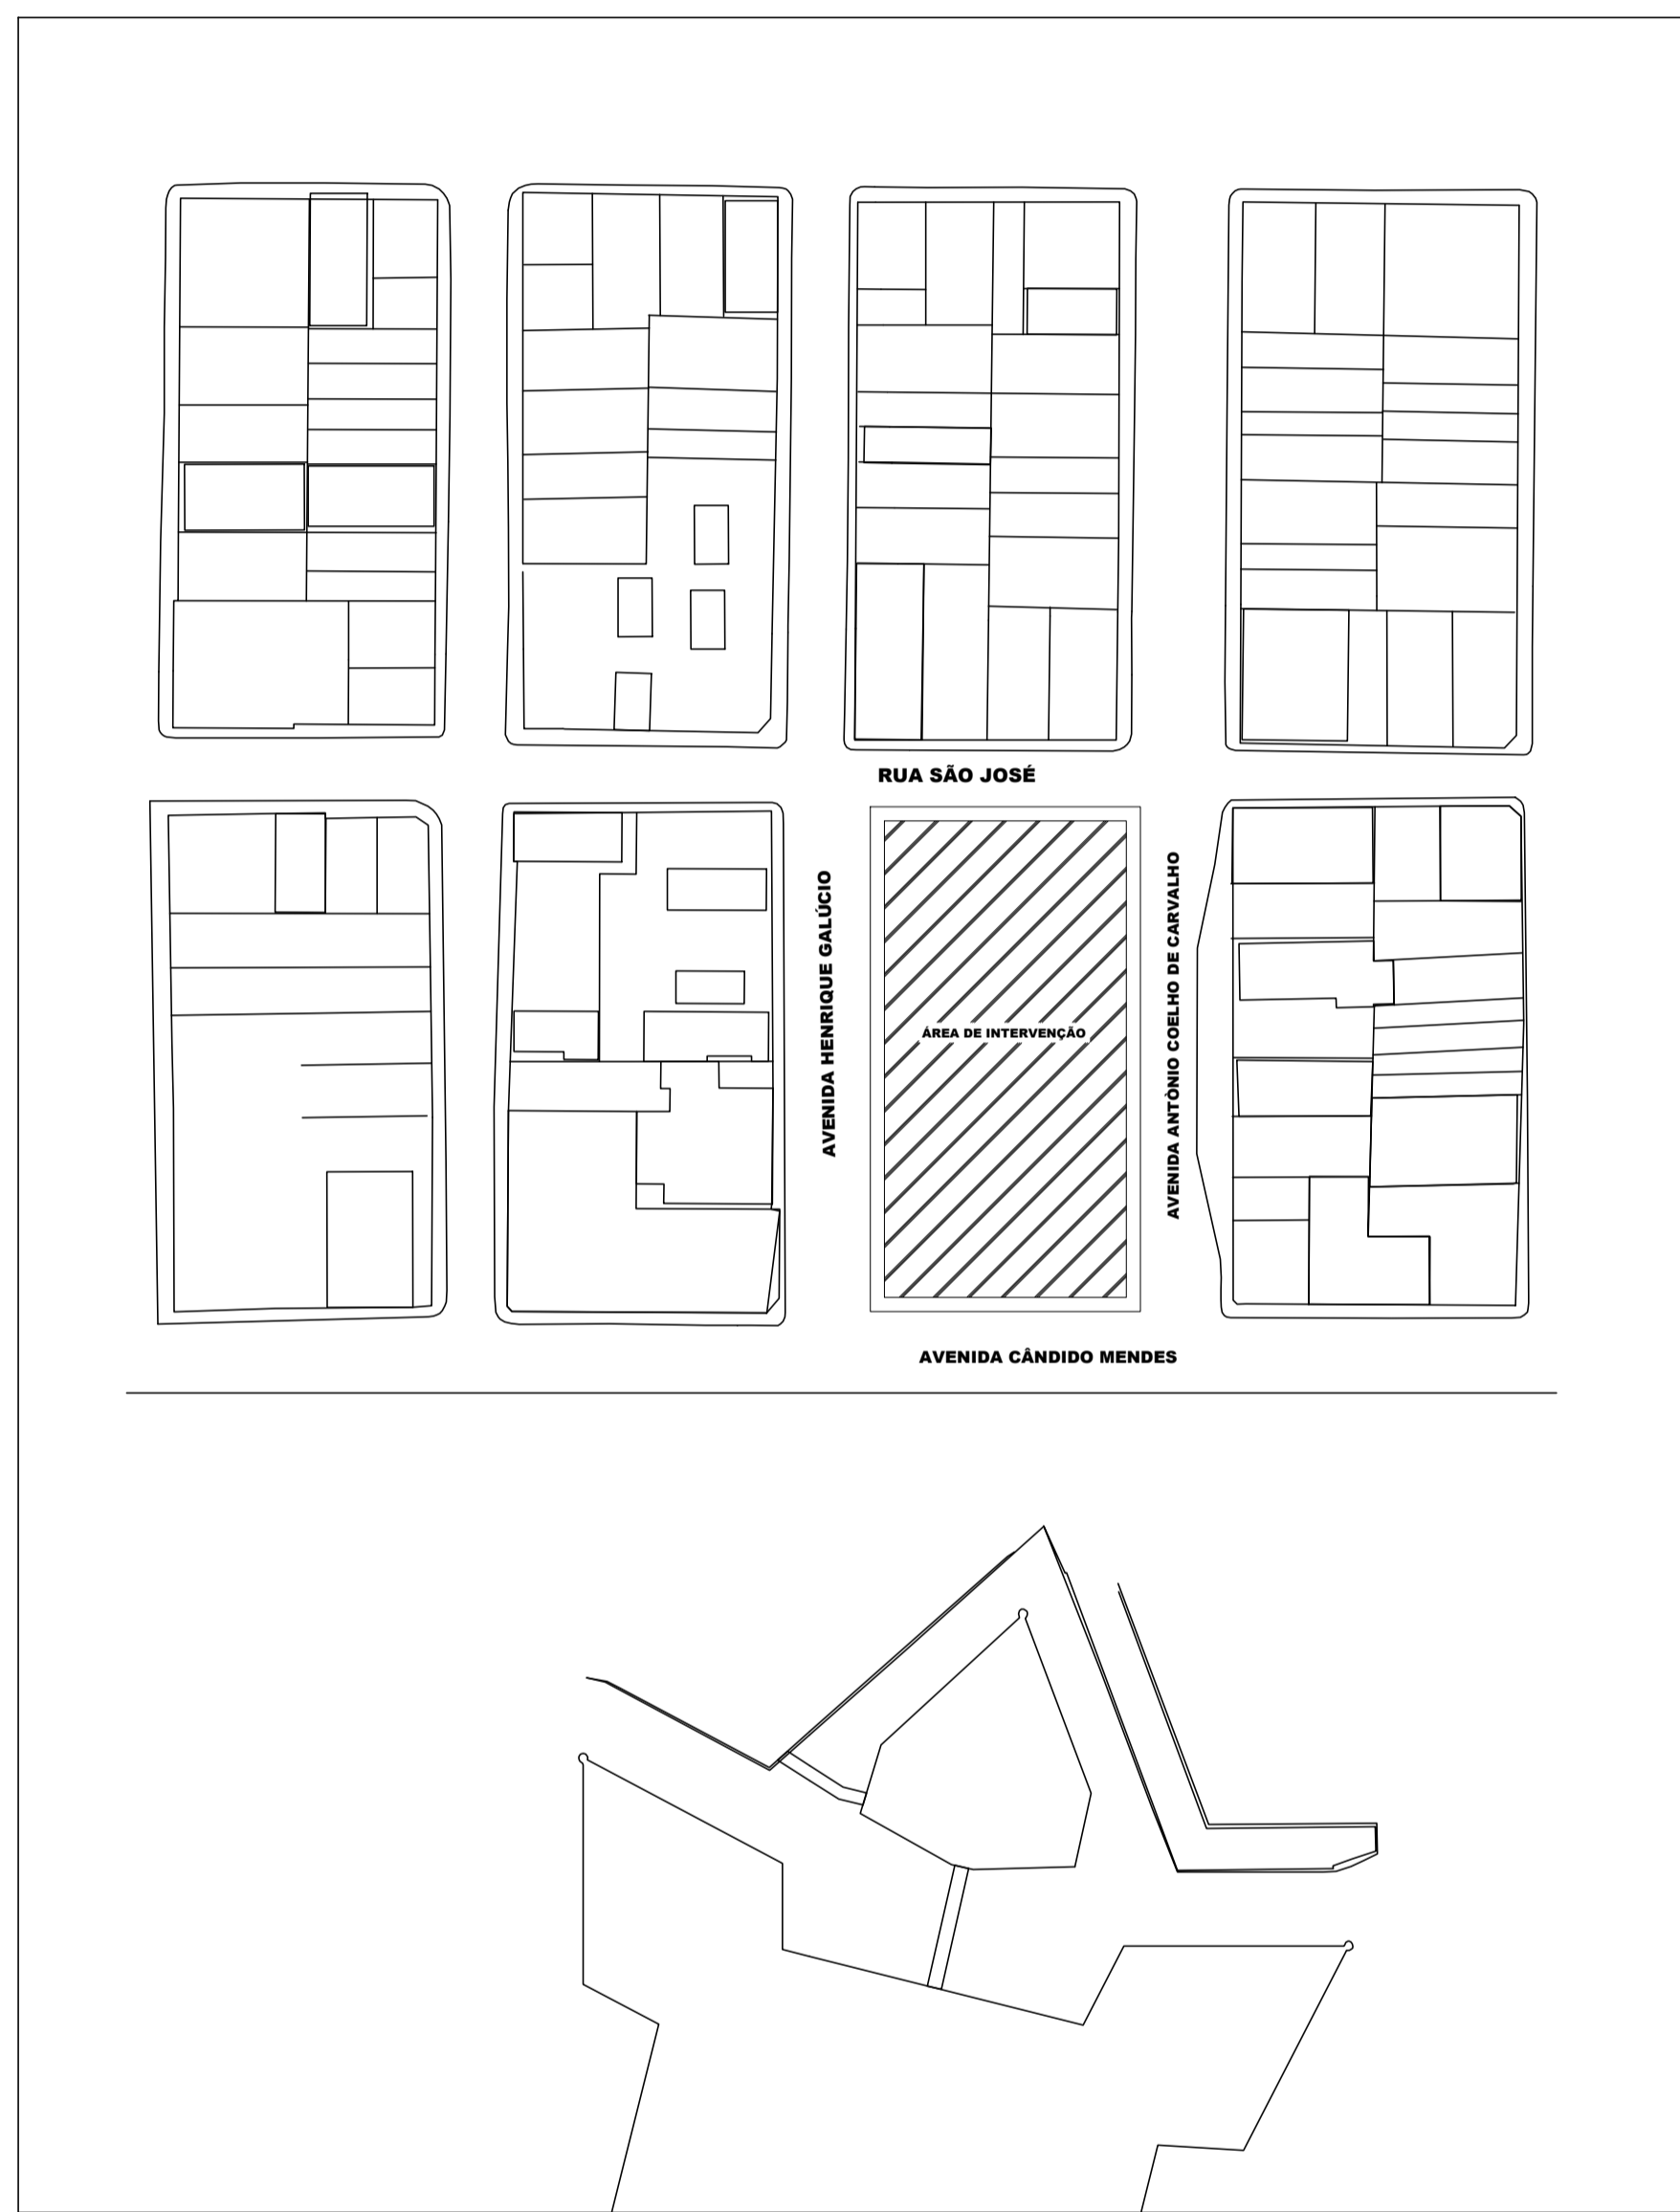 RUA SÃO JOSÉ
AVENIDA HENRIQUE GALÚCIO
ÁREA DE INTERVENÇÃO
AVENIDA ANTÔNIO COELHO DE CARVALHO
AVENIDA CÂNDIDO MENDES